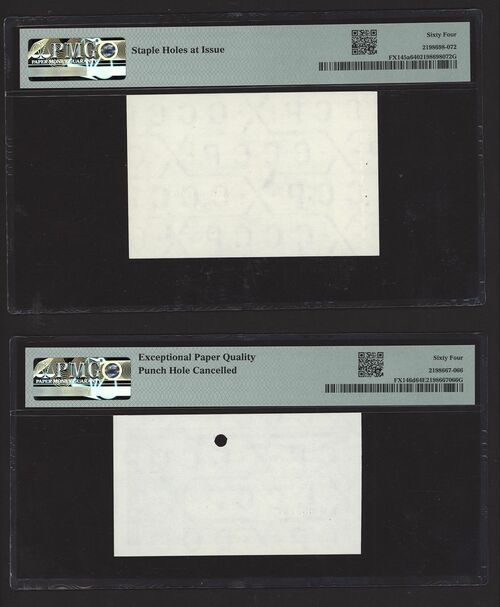 PMG
PAPER MONEY GUARANTY
Staple Holes at Issue
Sixty Four
2198698-072
FX145a6402198698072G
PMG
PAPER MONEY GUARANTY
Exceptional Paper Quality
Punch Hole Cancelled
Sixty Four
2198667-066
FX146d64E2198667066G